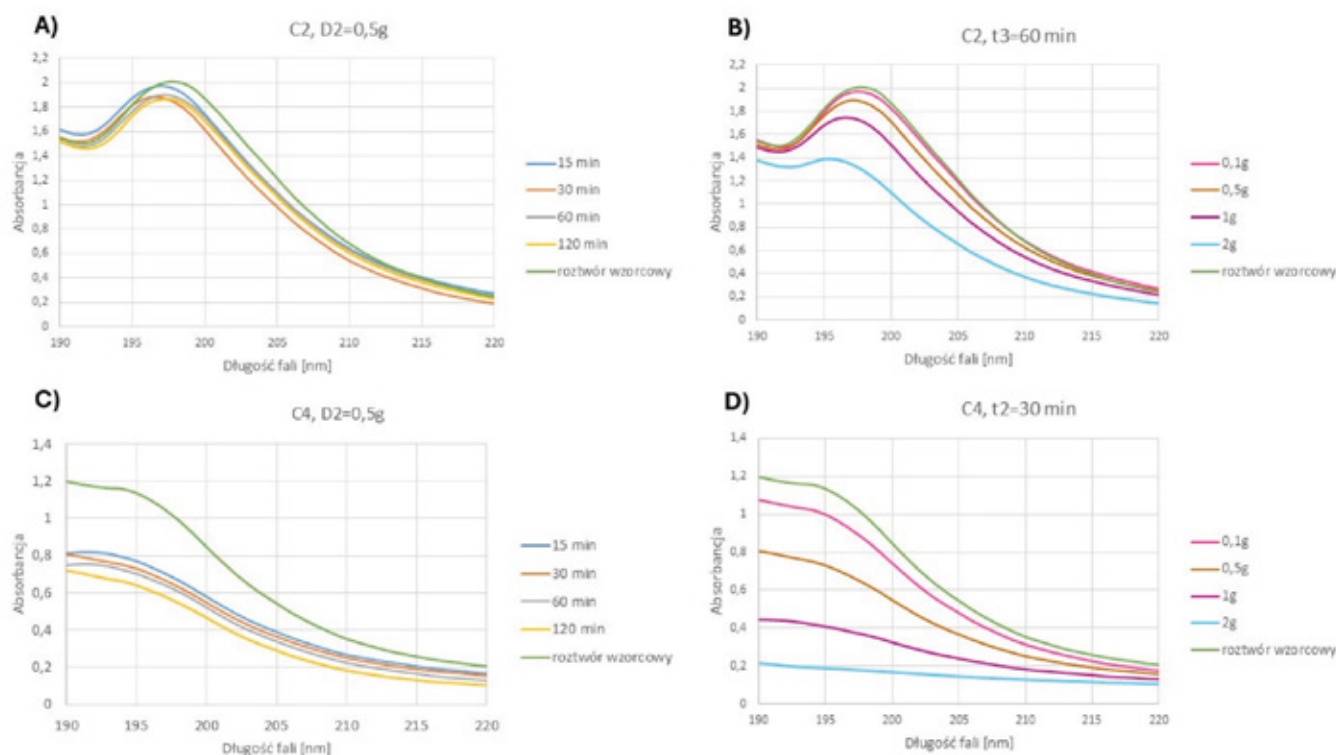 A)
C2, D2=0,5g
2,2
2
1,8
1,6
1,4
1,2
1
0,8
0,6
0,4
0,2
0
Absorbancja
190 195 200 205 210 215 220
Długość fali [nm]
15 min
30 min
60 min
120 min
roztwór wzorcowy
B)
C2, t3=60 min
2,2
2
1,8
1,6
1,4
1,2
1
0,8
0,6
0,4
0,2
0
Absorbancja
190 195 200 205 210 215 220
Długość fali [nm]
0,1g
0,5g
1g
2g
roztwór wzorcowy
C)
C4, D2=0,5g
1,4
1,2
1
0,8
0,6
0,4
0,2
0
Absorbancja
190 195 200 205 210 215 220
Długość fali [nm]
15 min
30 min
60 min
120 min
roztwór wzorcowy
D)
C4, t2=30 min
1,4
1,2
1
0,8
0,6
0,4
0,2
0
Absorbancja
190 195 200 205 210 215 220
Długość fali [nm]
0,1g
0,5g
1g
2g
roztwór wzorcowy